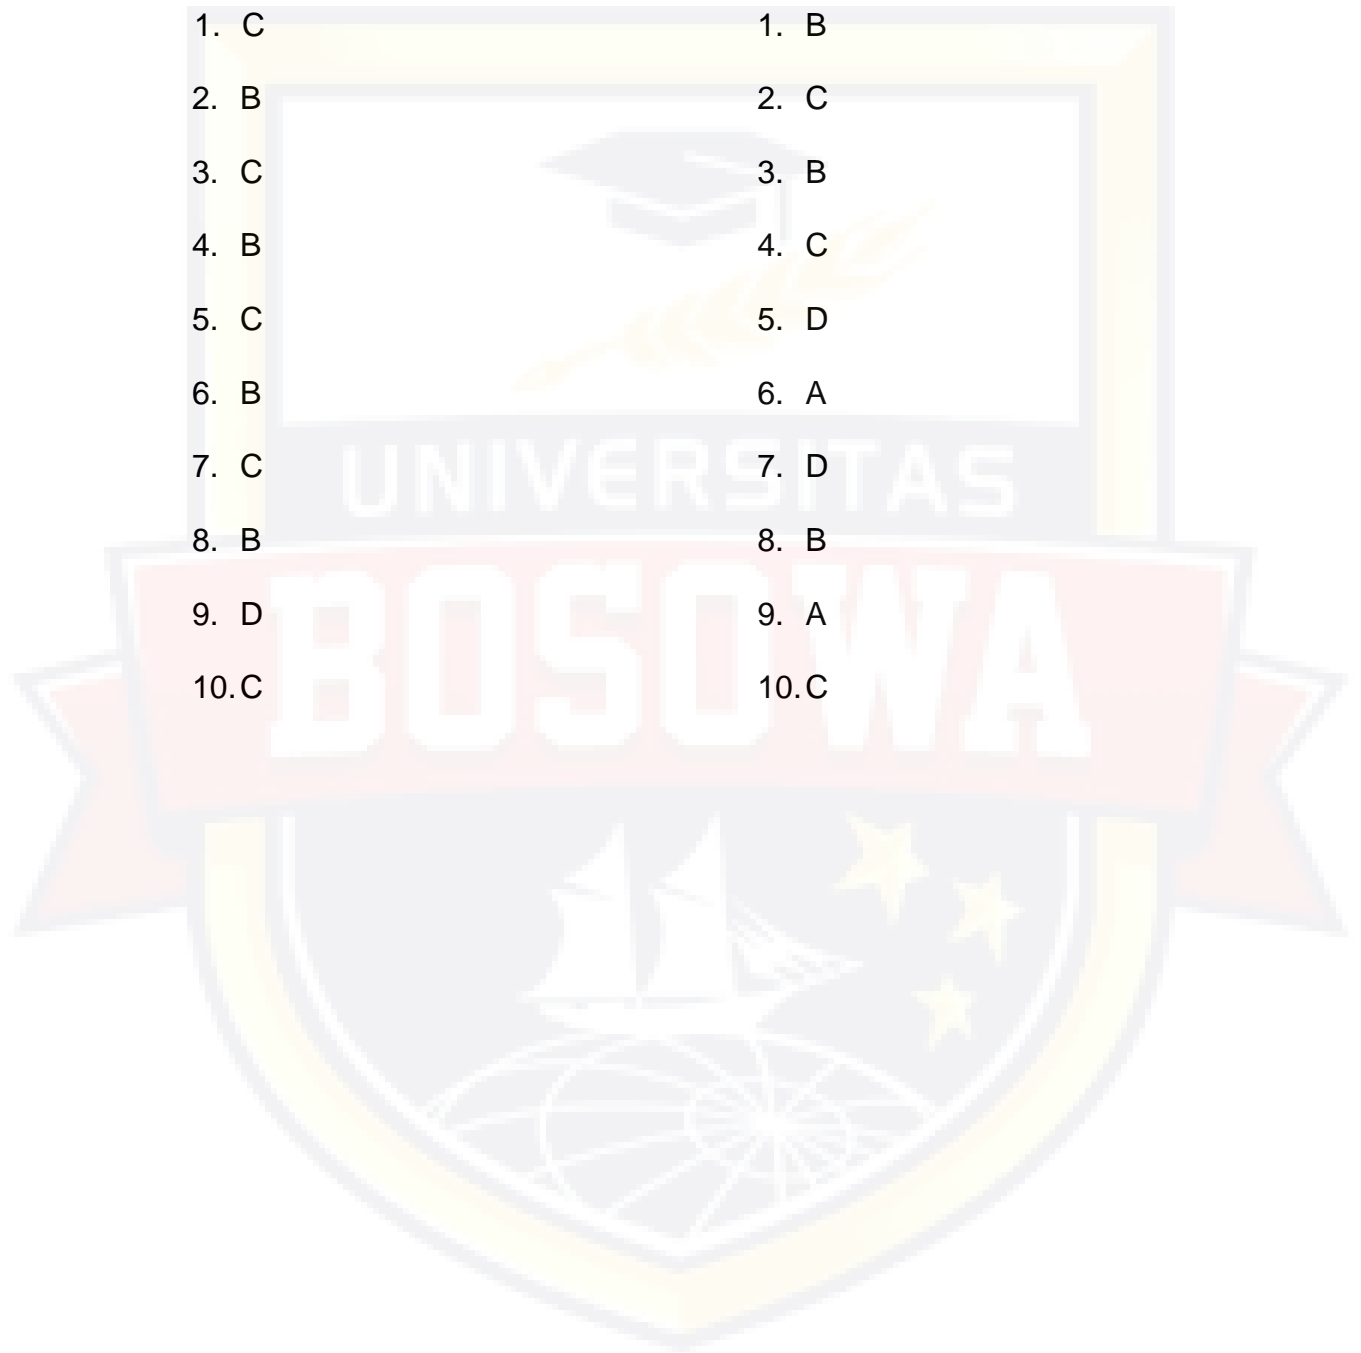 1. C
2. B
3. C
4. B
5. C
6. B
7. C
8. B
9. D
10. C
1. B
2. C
3. B
4. C
5. D
6. A
7. D
8. B
9. A
10. C
UNIVERSITAS
BOSOWA